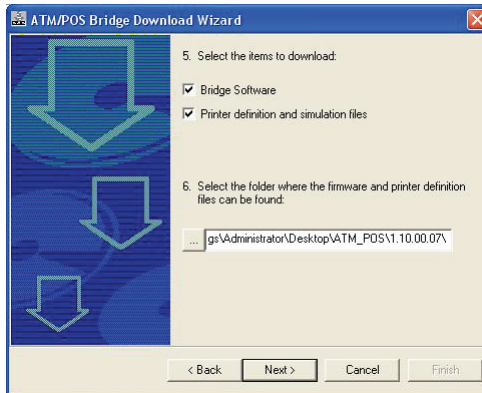 ATM/POS Bridge Download Wizard
5. Select the items to download:
Bridge Software
Printer definition and simulation files
6. Select the folder where the firmware and printer definition
files can be found:
... gs\Administrator\Desktop\ATM_POS\1.10.00.07\
< Back Next > Cancel Finish